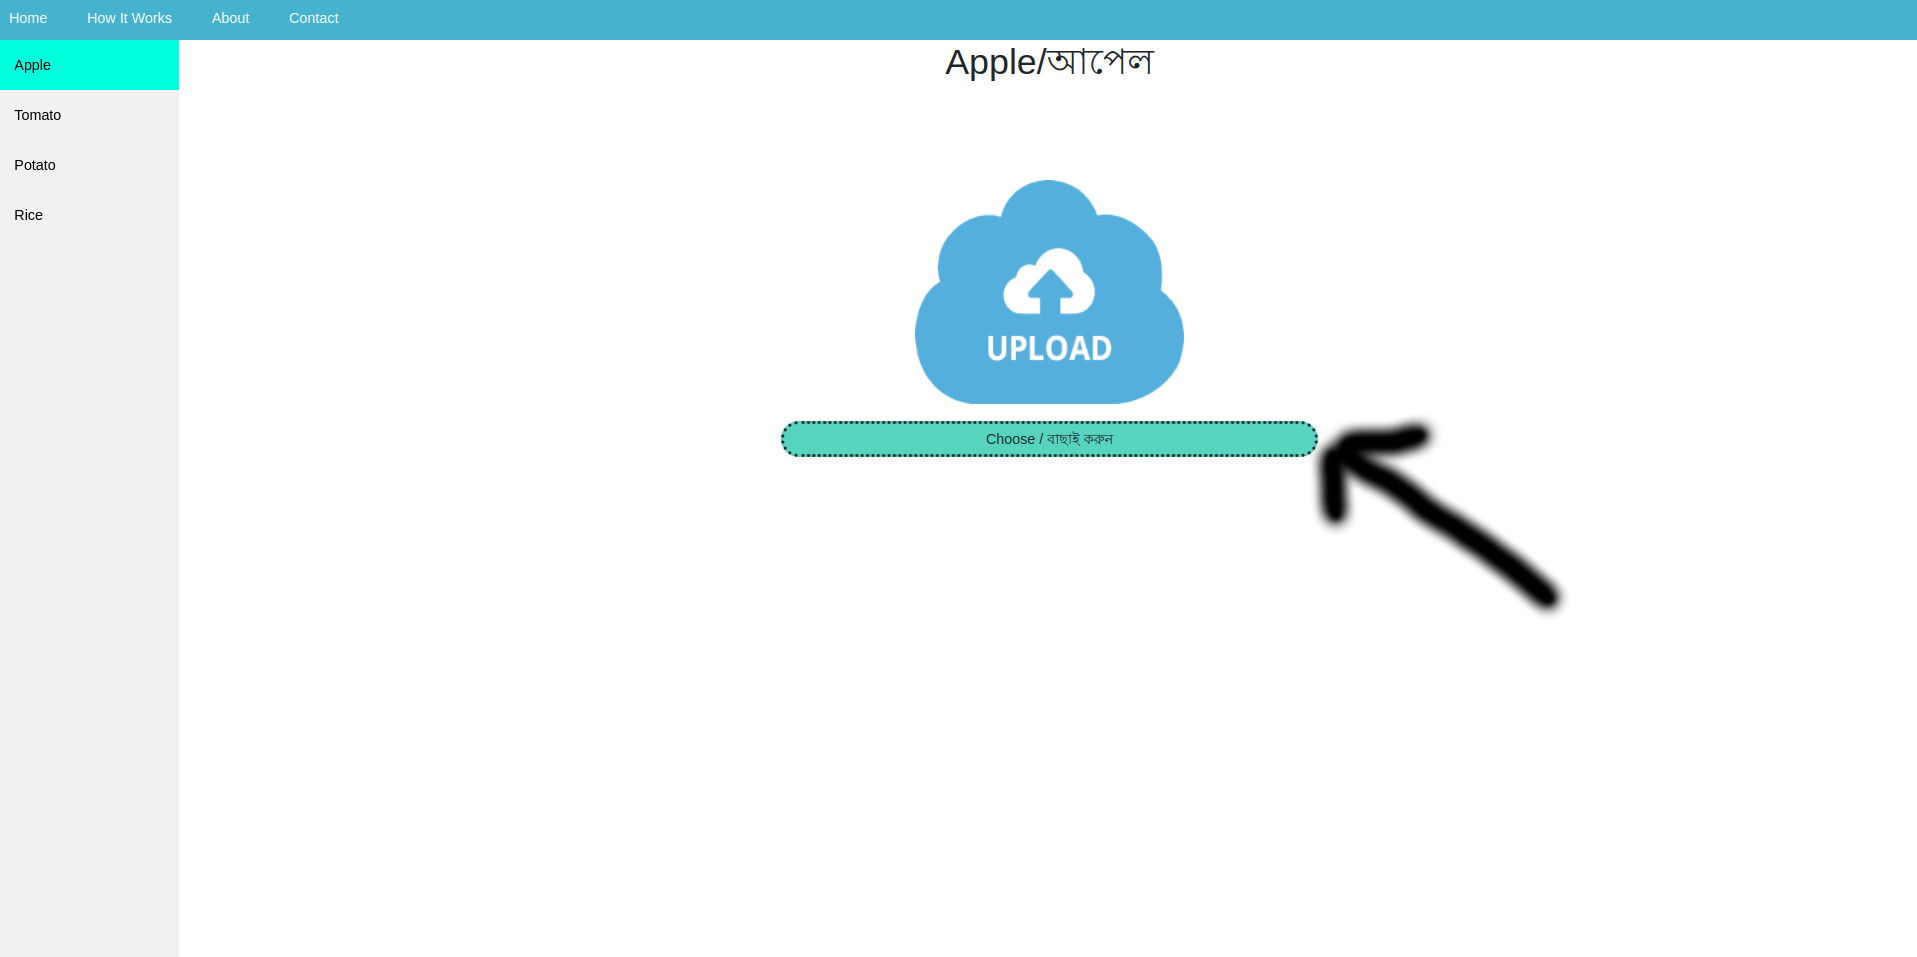 Home How It Works About Contact
Apple
Tomato
Potato
Rice
Apple/আপেল
UPLOAD
Choose / বাছাই করুন